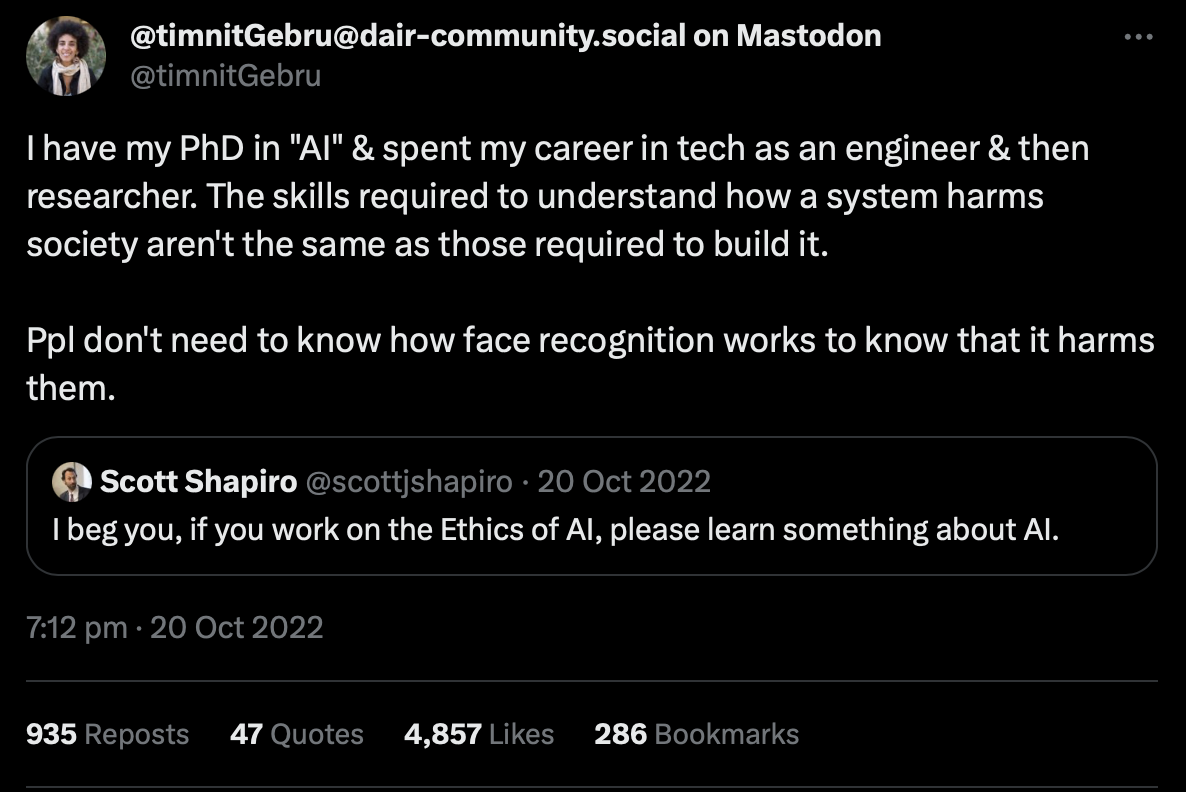 @timnitGebru@dair-community.social on Mastodon
@timnitGebru
I have my PhD in "AI" & spent my career in tech as an engineer & then
researcher. The skills required to understand how a system harms
society aren't the same as those required to build it.
Ppl don't need to know how face recognition works to know that it harms
them.
Scott Shapiro @scottjshapiro · 20 Oct 2022
I beg you, if you work on the Ethics of AI, please learn something about AI.
7:12 pm · 20 Oct 2022
935 Reposts 47 Quotes 4,857 Likes 286 Bookmarks